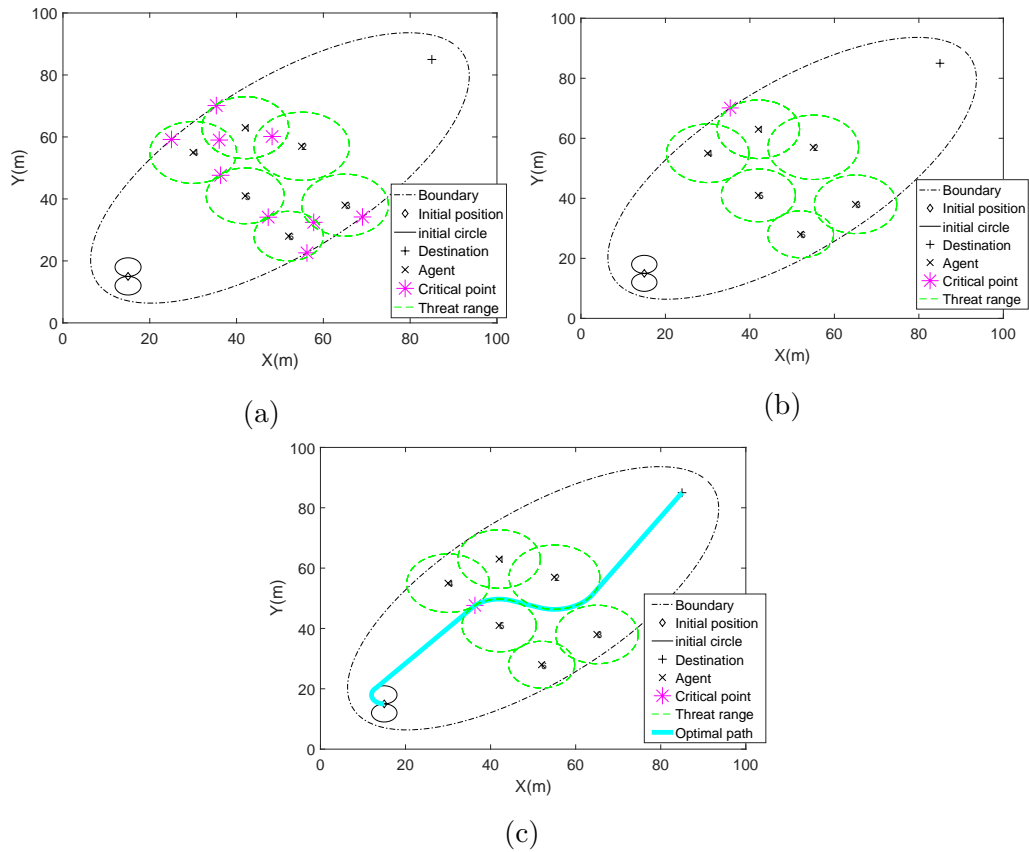 100
80
60
40
20
0
Y(m)
0 20 40 60 80 100
X(m)
Boundary
Initial position
initial circle
Destination
Agent
Critical point
Threat range
(a)
100
80
60
40
20
0
Y(m)
0 20 40 60 80 100
X(m)
Boundary
Initial position
initial circle
Destination
Agent
Critical point
Threat range
(b)
100
80
60
40
20
0
Y(m)
0 20 40 60 80 100
X(m)
Boundary
Initial position
initial circle
Destination
Agent
Critical point
Threat range
Optimal path
(c)